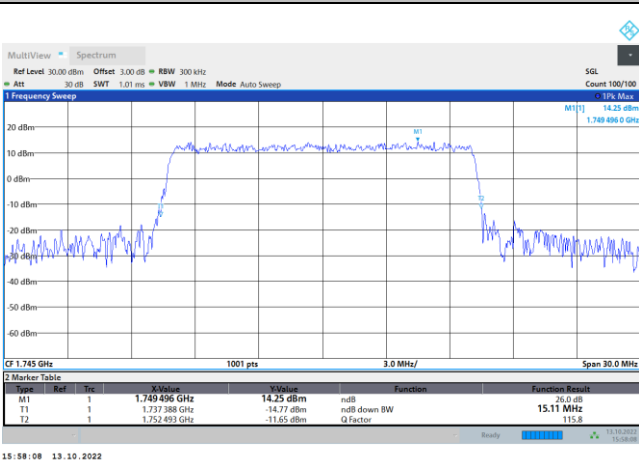 MultiView Spectrum
Ref Level 30.00 dBm Offset 3.00 dB RBW 300 kHz SGL
Att 30 dB SWT 1.01 ms VBW 1 MHz Mode Auto Sweep Count 100/100
1 Frequency Sweep 1Pk Max
M1[1] 14.25 dBm
1.749 496 0 GHz
M1
20 dBm
10 dBm
0 dBm
T1 T2
-10 dBm
-20 dBm
-30 dBm
-40 dBm
-50 dBm
-60 dBm
CF 1.745 GHz 1001 pts 3.0 MHz/ Span 30.0 MHz
2 Marker Table
Type Ref Trc X-Value Y-Value Function Function Result
M1 1 1.749 496 GHz 14.25 dBm ndB 26.0 dB
T1 1 1.737 388 GHz -14.77 dBm ndB down BW 15.11 MHz
T2 1 1.752 493 GHz -11.65 dBm Q Factor 115.8
Ready 13.10.2022
15:58:08
15:58:08 13.10.2022